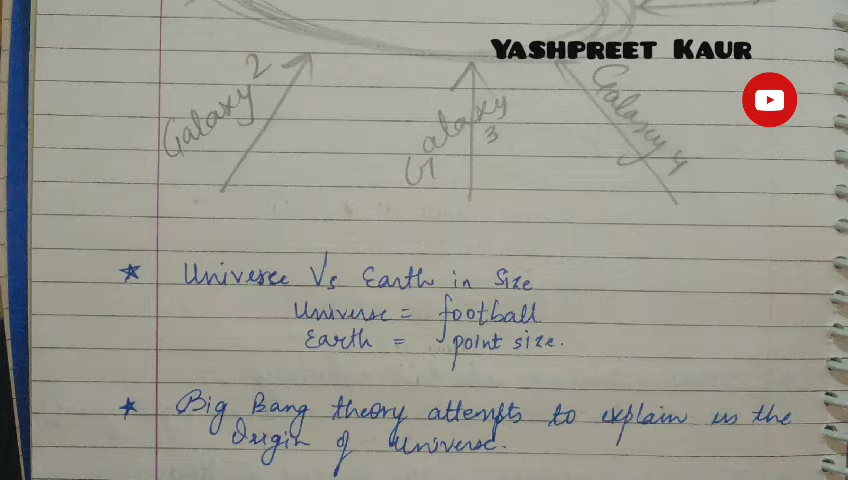 YASHPREET KAUR
Galaxy 2
Galaxy 3
Galaxy 4
★ Universe Vs Earth in Size
Universe = football
Earth = point size.
★ Big Bang theory attempts to explain us the
Origin of Universe.